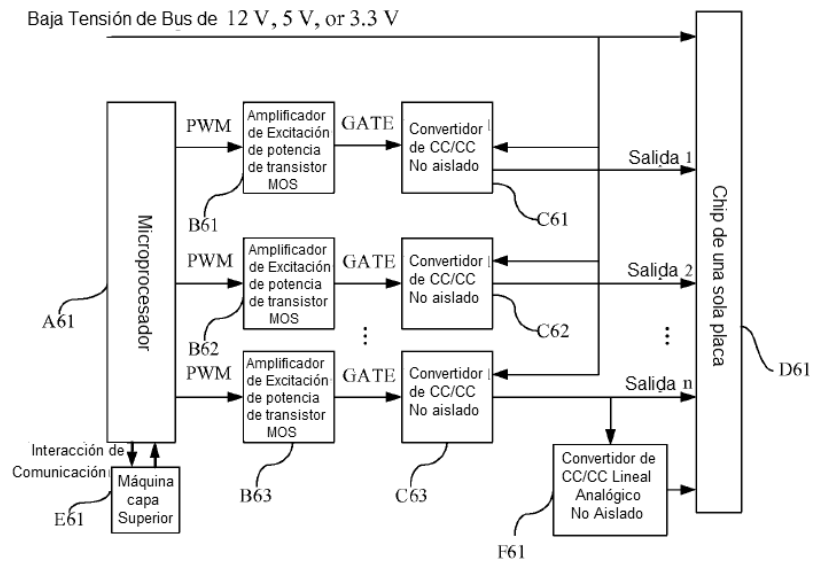 Baja Tensión de Bus de 12 V, 5 V, or 3.3 V
Microprocesador
A61
PWM
Amplificador
de Excitación
de potencia
de transistor
MOS
B61
GATE
Convertidor
de CC/CC
No aislado
C61
Salida 1
PWM
Amplificador
de Excitación
de potencia
de transistor
MOS
B62
GATE
Convertidor
de CC/CC
No aislado
C62
Salida 2
⋮
⋮
PWM
Amplificador
de Excitación
de potencia
de transistor
MOS
B63
GATE
Convertidor
de CC/CC
No aislado
C63
Salida n
Chip de una sola placa
D61
Interacción de
Comunicación
Máquina
capa
Superior
E61
Convertidor de
CC/CC Lineal
Analógico
No Aislado
F61